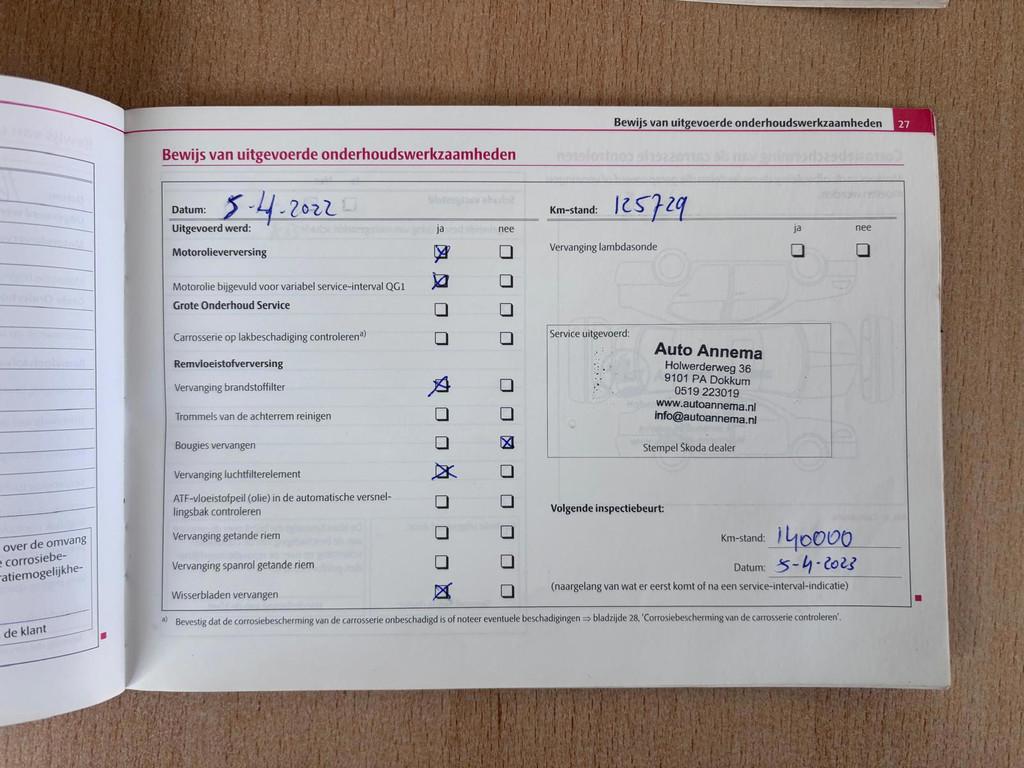 Bewijs van uitgevoerde onderhoudswerkzaamheden 27
Bewijs van uitgevoerde onderhoudswerkzaamheden
Datum: 5-4-2022
Km-stand: 125729
Uitgevoerd werd: ja nee
ja nee
Motorolieverversing
Vervanging lambdasonde
Motorolie bijgevuld voor variabel service-interval QG1
Grote Onderhoud Service
Carrosserie op lakbeschadiging controleren a)
Remvloeistofverversing
Vervanging brandstoffilter
Trommels van de achterrem reinigen
Bougies vervangen
Vervanging luchtfilterelement
ATF-vloeistofpeil (olie) in de automatische versnel-
lingsbak controleren
Vervanging getande riem
Vervanging spanrol getande riem
Wisserbladen vervangen
Service uitgevoerd:
Auto Annema
Holwerderweg 36
9101 PA Dokkum
0519 223019
www.autoannema.nl
info@autoannema.nl
Stempel Škoda dealer
Volgende inspectiebeurt:
Km-stand: 140000
Datum: 5-4-2023
(naargelang van wat er eerst komt of na een service-interval-indicatie)
a) Bevestig dat de corrosiebescherming van de carrosserie onbeschadigd is of noteer eventuele beschadigingen ⇒ bladzijde 28, 'Corrosiebescherming van de carrosserie controleren'.
over de omvang
corrosiebe-
ratiemogelijkhe-
de klant